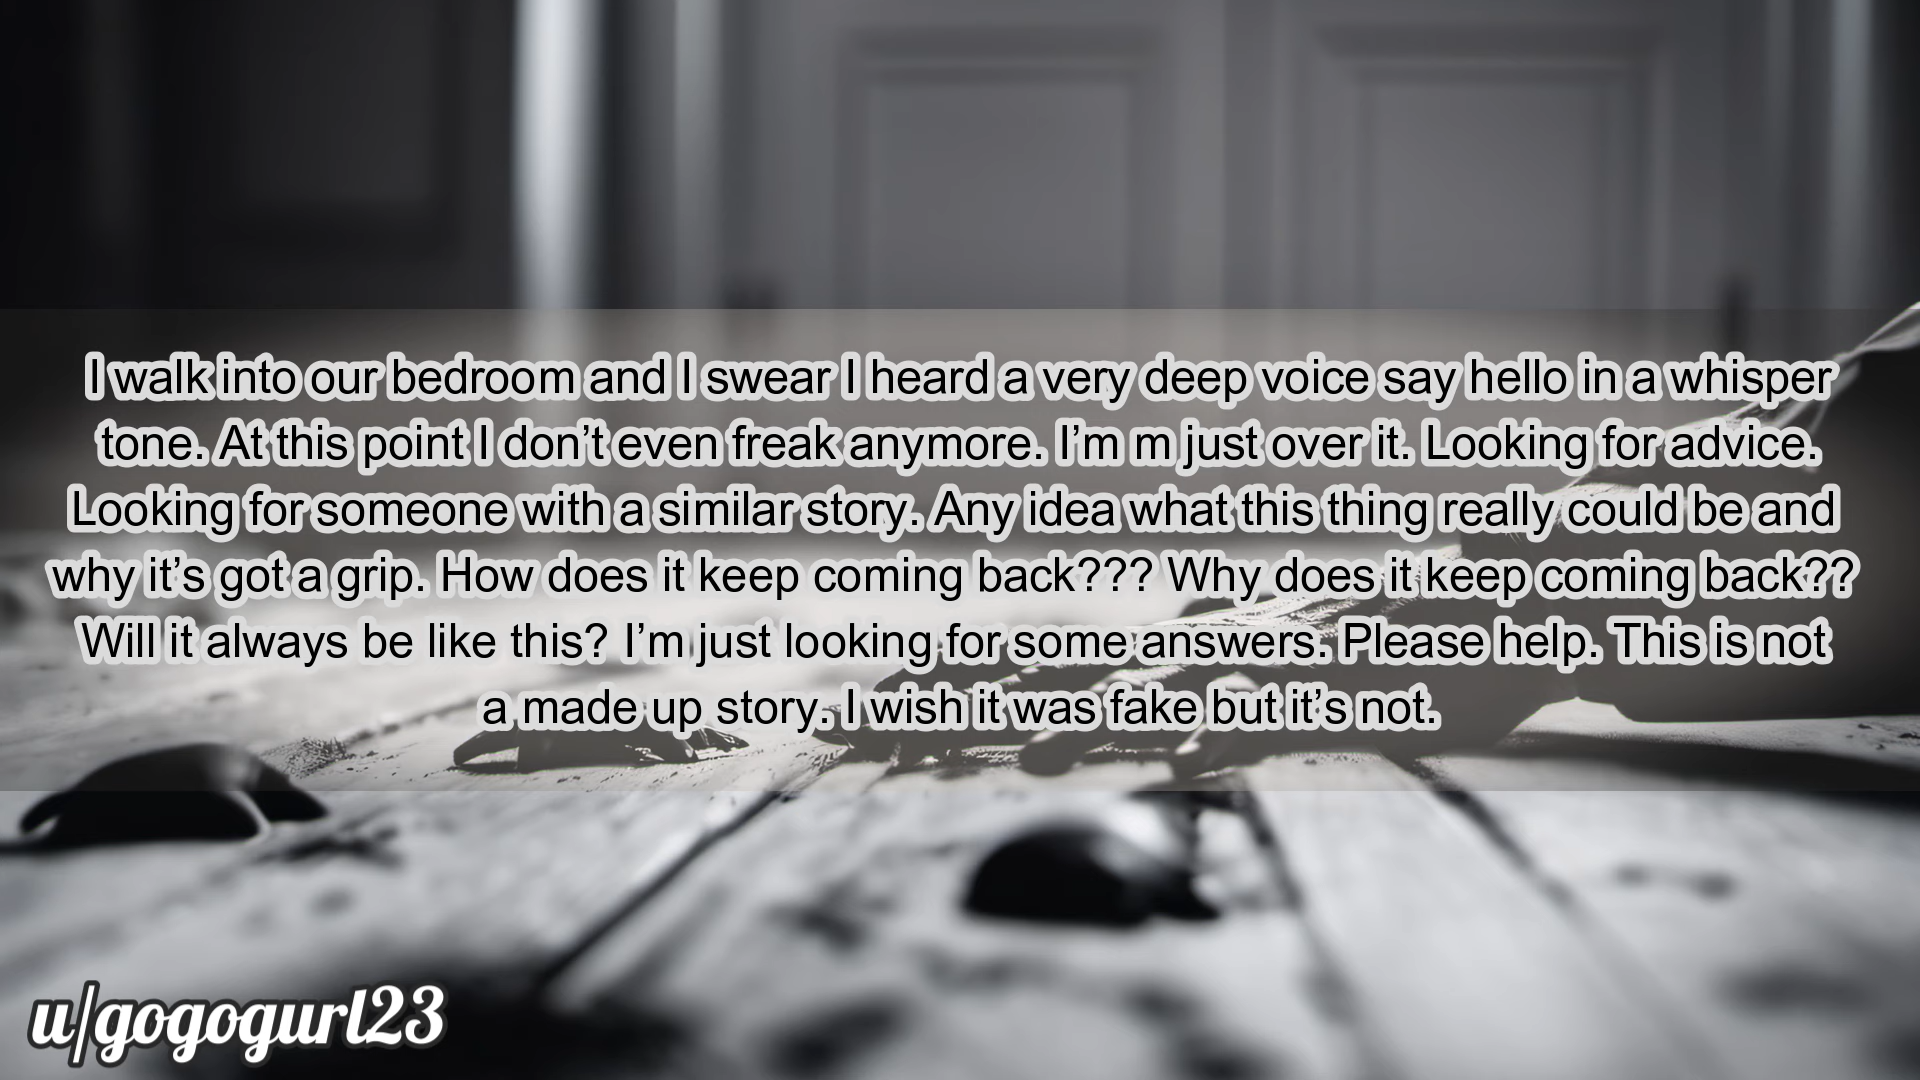 I walk into our bedroom and I swear I heard a very deep voice say hello in a whisper
tone. At this point I don’t even freak anymore. I’m m just over it. Looking for advice.
Looking for someone with a similar story. Any idea what this thing really could be and
why it’s got a grip. How does it keep coming back??? Why does it keep coming back??
Will it always be like this? I’m just looking for some answers. Please help. This is not
a made up story. I wish it was fake but it’s not.
u/gogogurl23